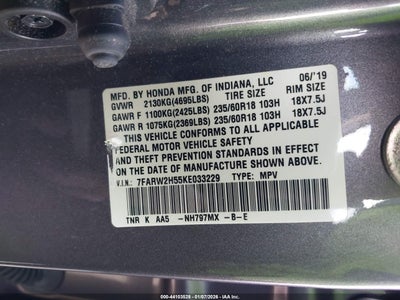 MFD. BY HONDA MFG. OF INDIANA, LLC 06/'19
GVWR 2130KG(4695LBS) TIRE SIZE RIM SIZE
GAWR F 1100KG(2425LBS) 235/60R18 103H 18X7.5J
GAWR R 1075KG(2369LBS) 235/60R18 103H 18X7.5J
THIS VEHICLE CONFORMS TO ALL APPLICABLE
FEDERAL MOTOR VEHICLE SAFETY, BUMPER,
AND THEFT PREVENTION STANDARDS IN EFFECT
ON THE DATE OF MANUFACTURE SHOWN ABOVE.
V.I.N.: 7FARW2H55KE033229 TYPE: MPV
TNR K AA5 -NH797MX -B-E
000-44103528 - 01/07/2026 - IAA